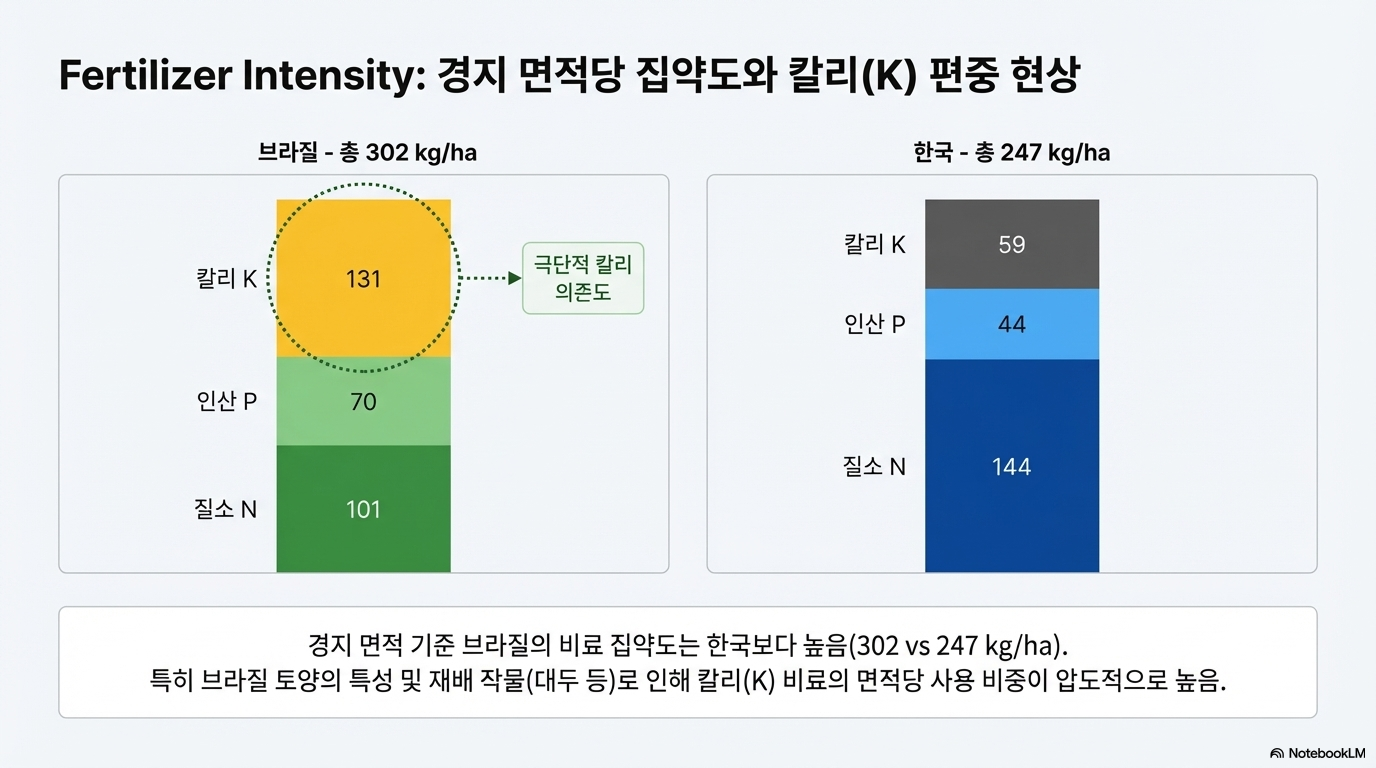 Fertilizer Intensity: 경지 면적당 집약도와 칼리(K) 편중 현상
브라질 - 총 302 kg/ha
칼리 K
131
극단적 칼리
의존도
인산 P
70
질소 N
101
한국 - 총 247 kg/ha
칼리 K
59
인산 P
44
질소 N
144
경지 면적 기준 브라질의 비료 집약도는 한국보다 높음(302 vs 247 kg/ha).
특히 브라질 토양의 특성 및 재배 작물(대두 등)로 인해 칼리(K) 비료의 면적당 사용 비중이 압도적으로 높음.
NotebookLM